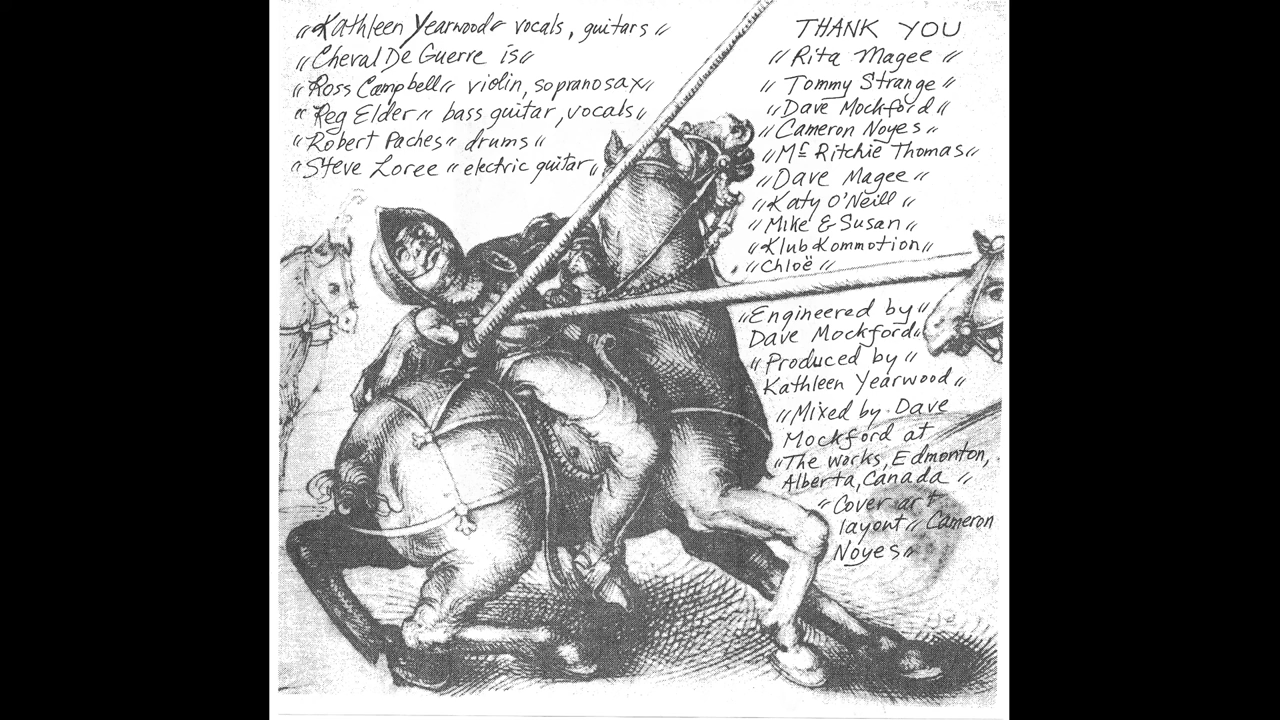 "Kathleen Yearwood" vocals, guitars "
"Cheval De Guerre is"
"Ross Campbell" violin, soprano sax"
"Reg Elder" bass guitar, vocals"
"Robert Paches" drums"
"Steve Loree" electric guitar"
THANK YOU
"Rita Magee"
"Tommy Strange"
"Dave Mockford"
"Cameron Noyes"
"Mc Ritchie Thomas"
"Dave Magee"
"Katy O'Neill"
"Mike & Susan"
"Klub Kommotion"
"Chloë"
"Engineered by"
Dave Mockford"
"Produced by"
Kathleen Yearwood"
"Mixed by Dave
Mockford at
"The Works, Edmonton,
Alberta, Canada"
"Cover art
layout" Cameron
Noyes"